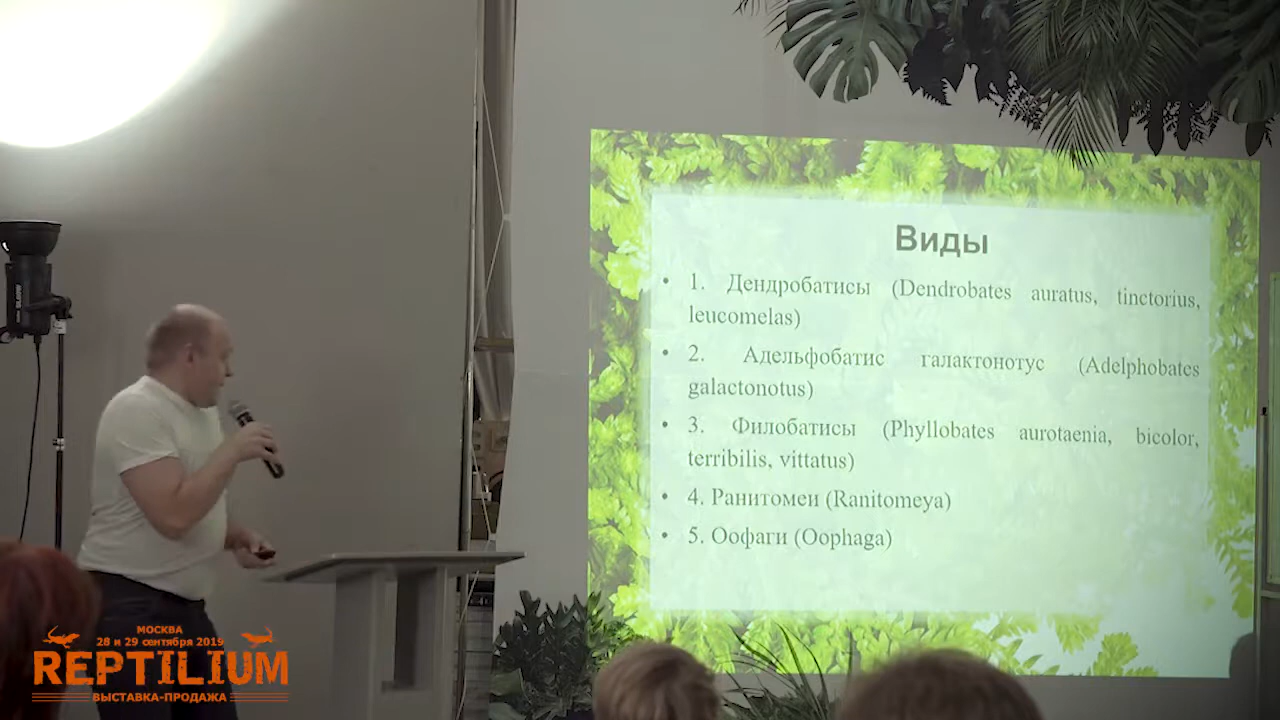 Виды
• 1. Дендробатисы (Dendrobates auratus, tinctorius,
leucomelas)
• 2. Адельфобатис галактонотус (Adelphobates
galactonotus)
• 3. Филобатисы (Phyllobates aurotaenia, bicolor,
terribilis, vittatus)
• 4. Ранитомеи (Ranitomeya)
• 5. Оофаги (Oophaga)
МОСКВА
28 и 29 сентября 2019
REPTILIUM
ВЫСТАВКА-ПРОДАЖА